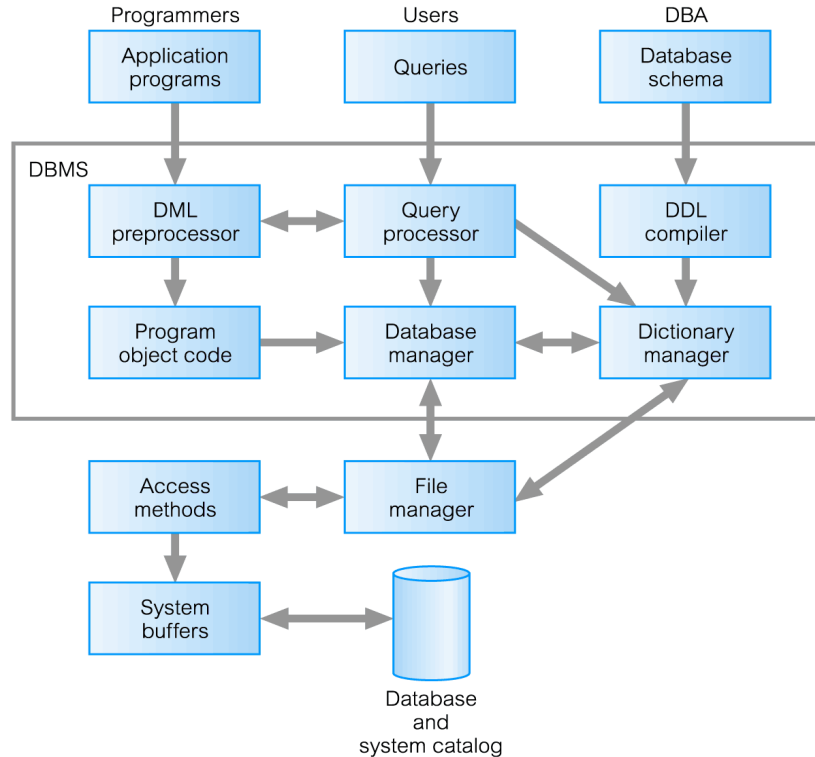 Programmers
Users
DBA
Application
programs
Queries
Database
schema
DBMS
DML
preprocessor
Query
processor
DDL
compiler
Program
object code
Database
manager
Dictionary
manager
Access
methods
File
manager
System
buffers
Database
and
system catalog